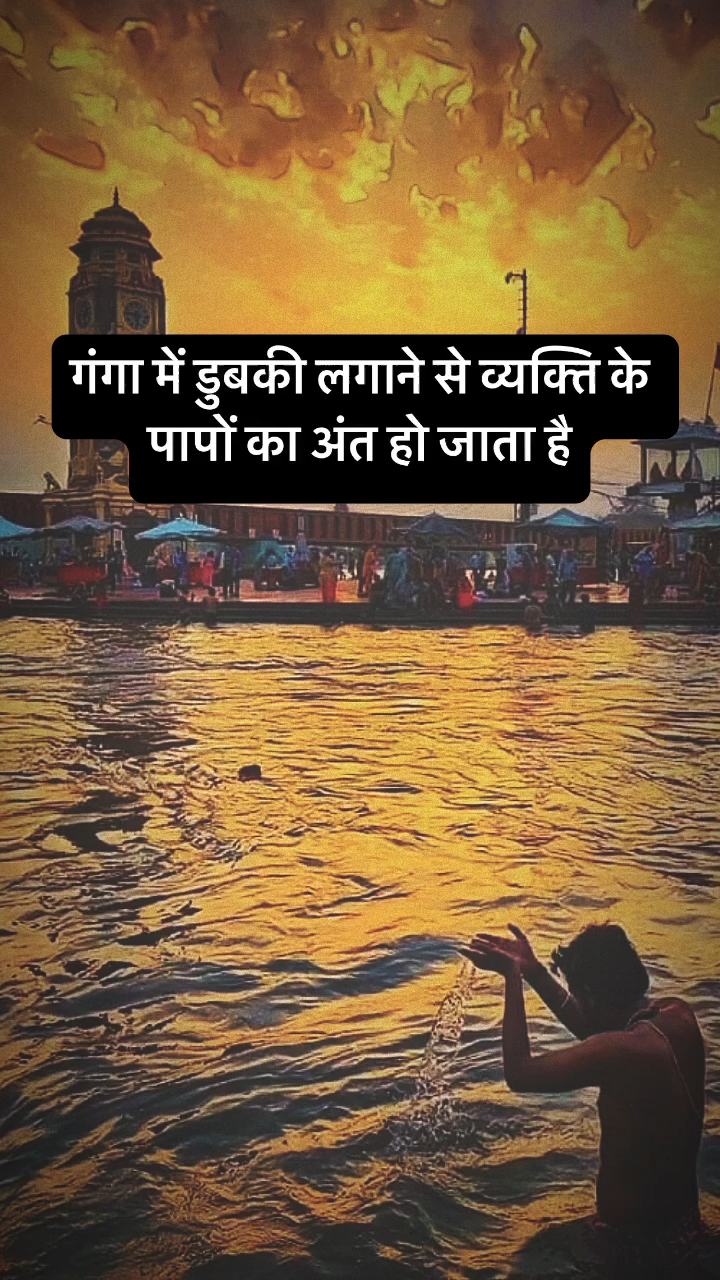 गंगा में डुबकी लगाने से व्यक्ति के
पापों का अंत हो जाता है